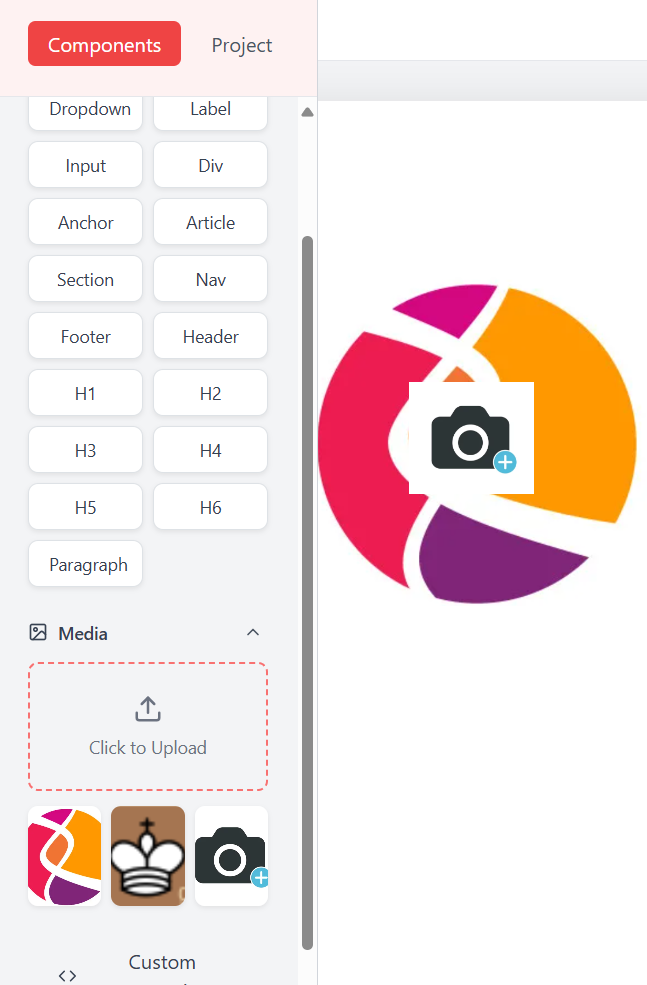 Components Project
Dropdown Label
Input Div
Anchor Article
Section Nav
Footer Header
H1 H2
H3 H4
H5 H6
Paragraph
Media
Click to Upload
Custom